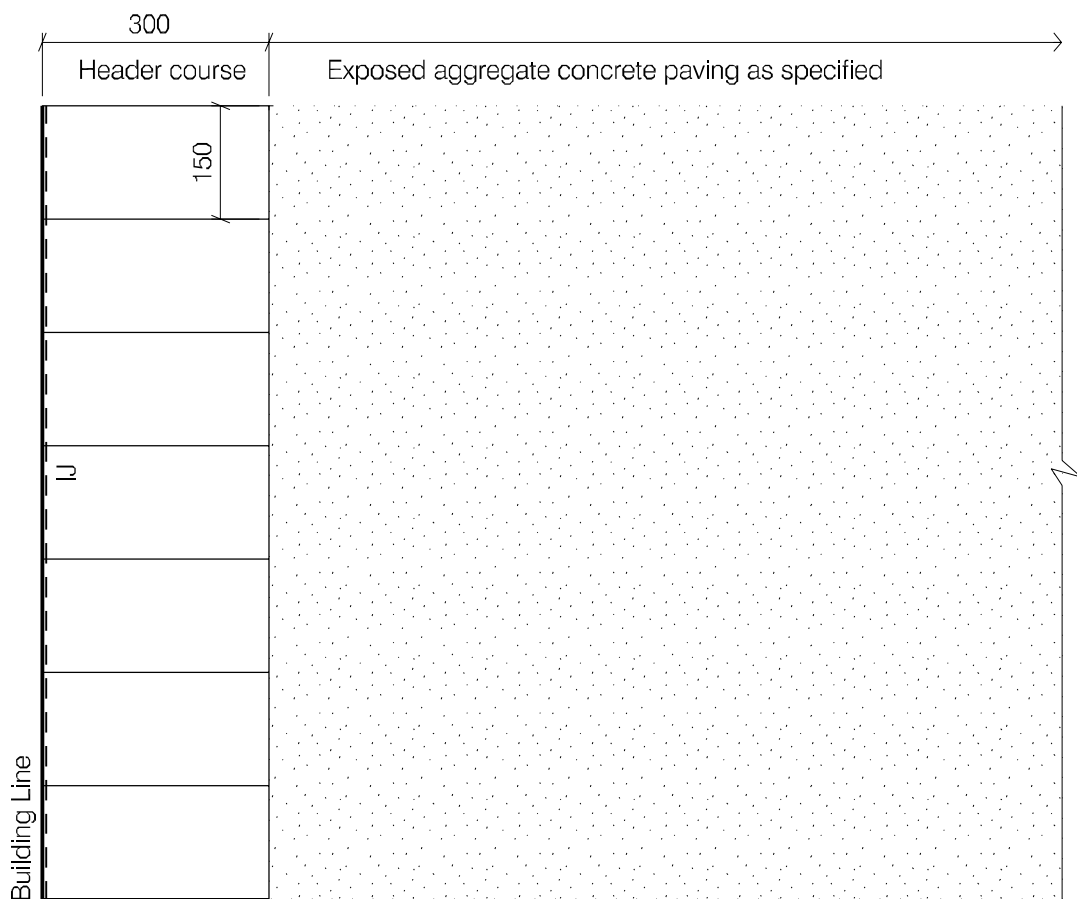 300
Header course
Exposed aggregate concrete paving as specified
150
IJ
Building Line